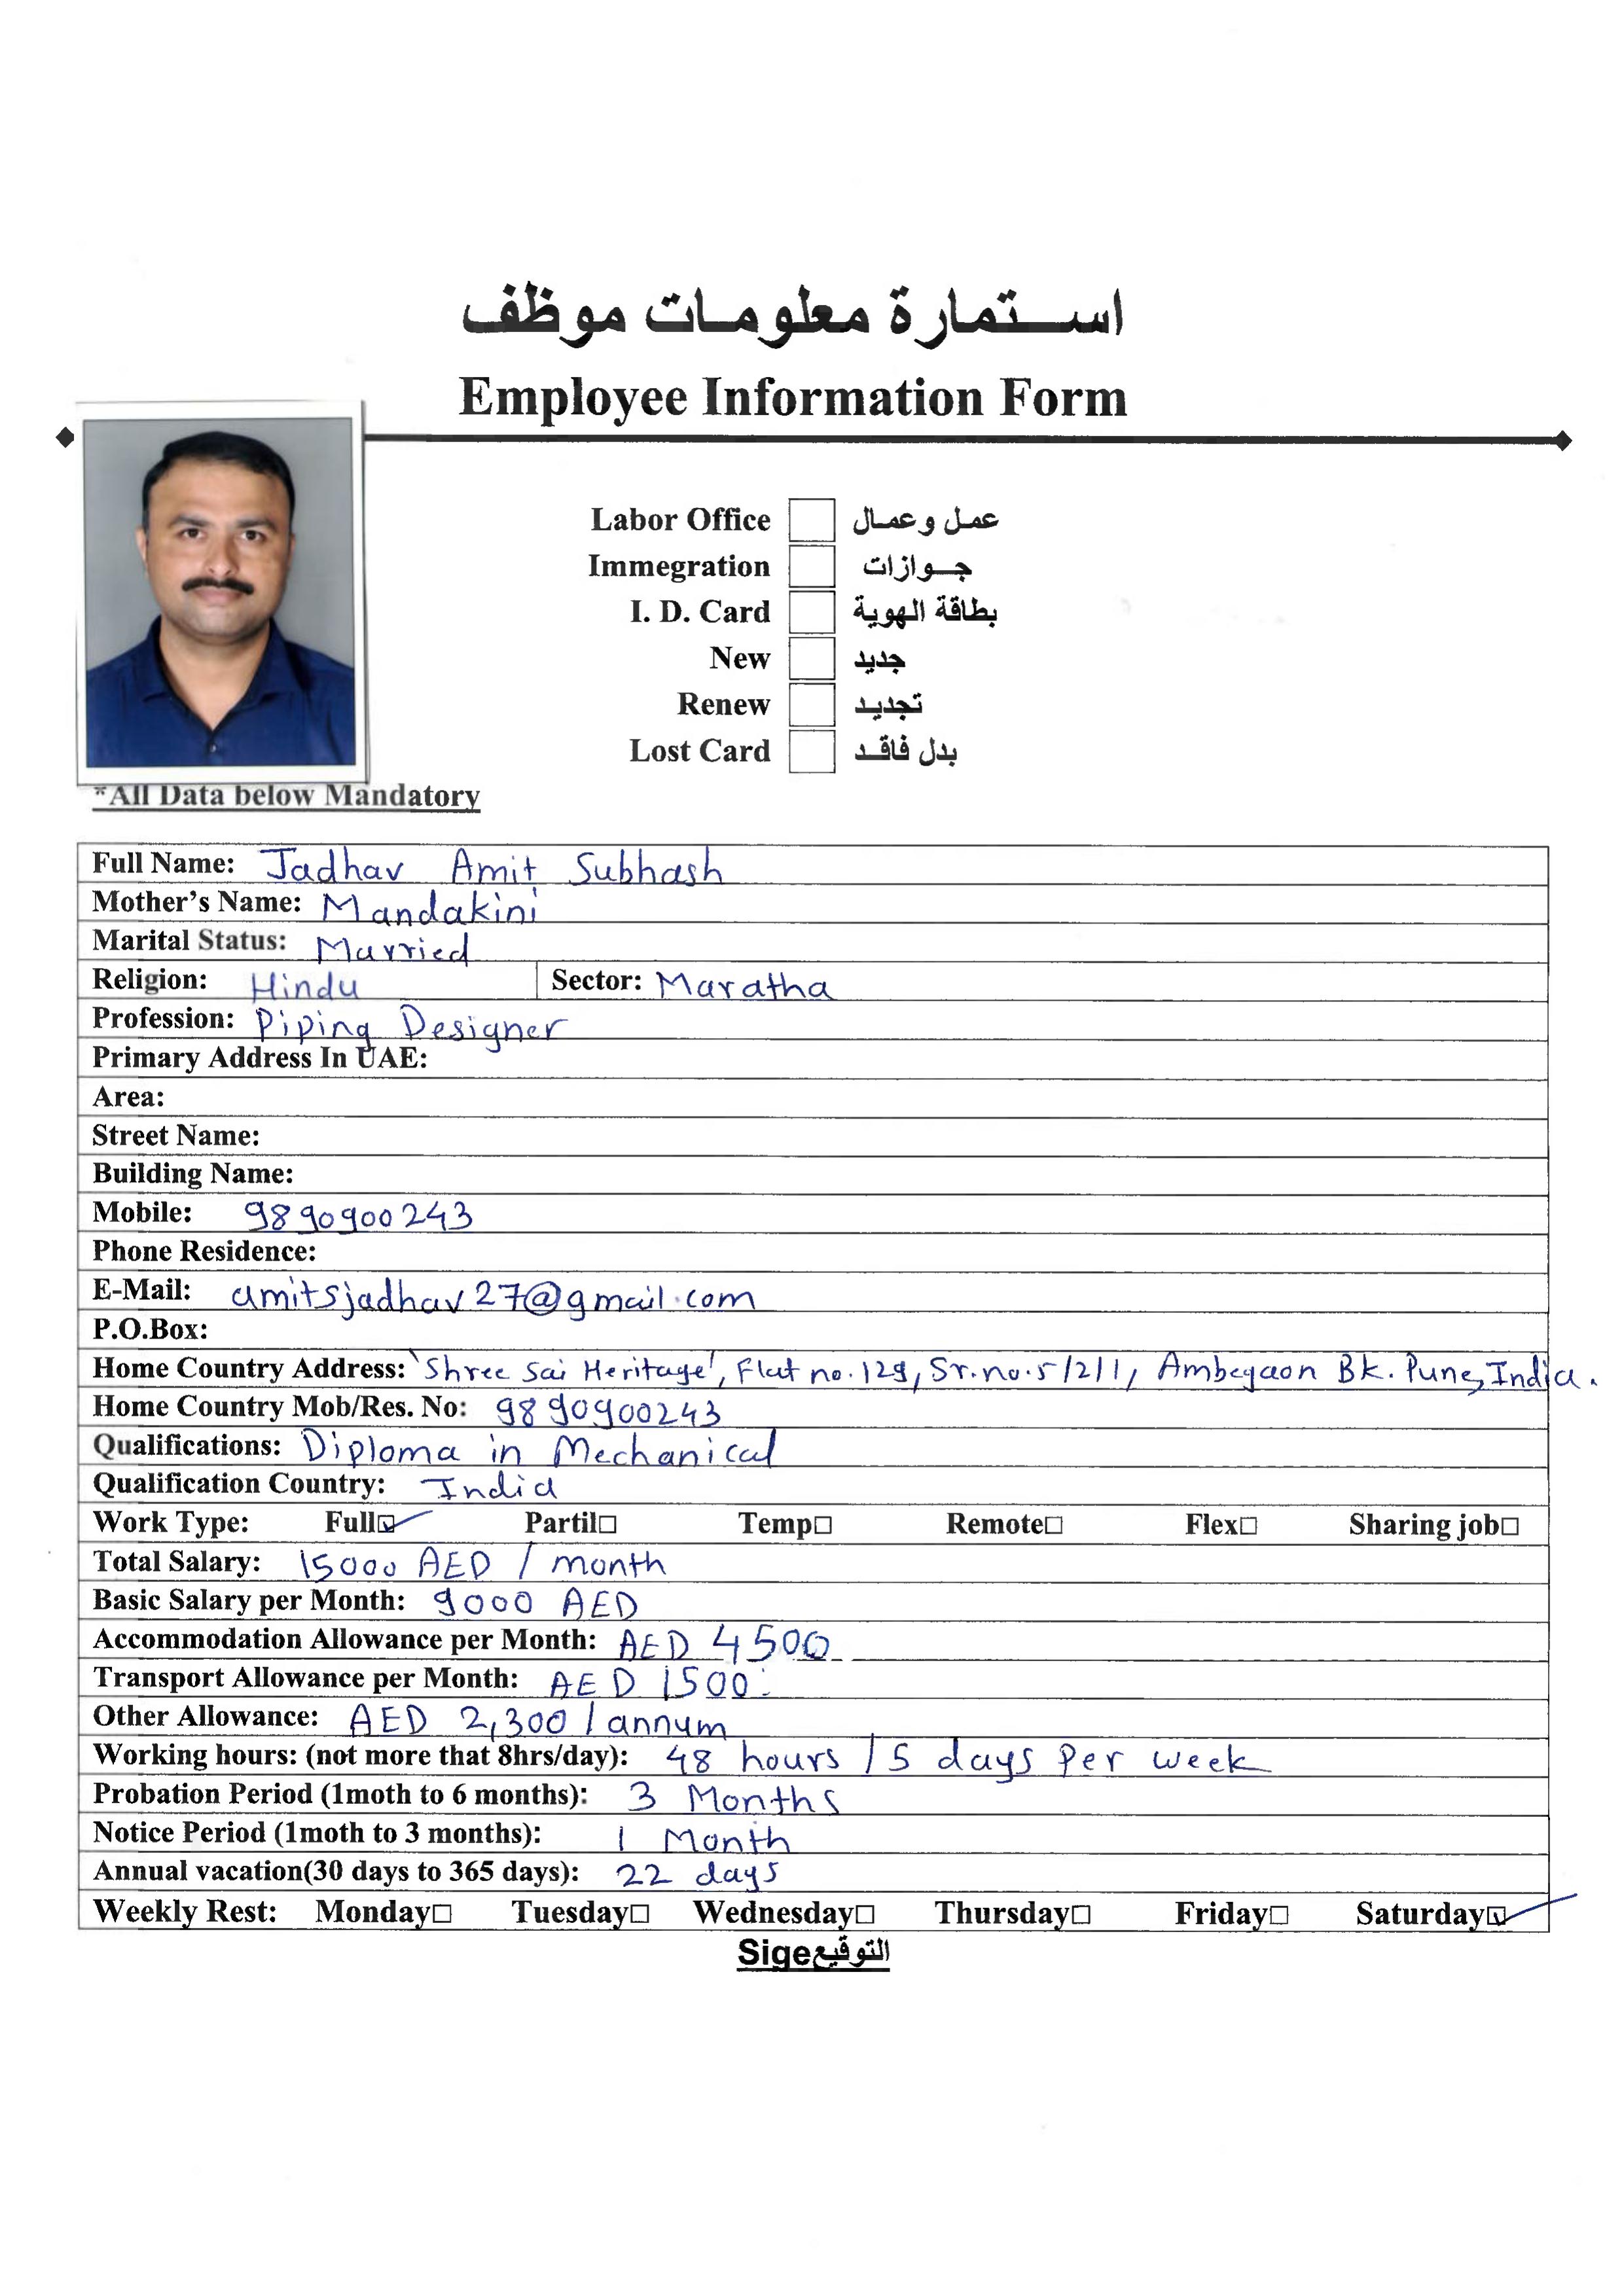 اســتمارة معلومـات موظف
Employee Information Form
Labor Office ☐ عمـل وعمـال
Immegration ☐ جــوازات
I. D. Card ☐ بطاقة الهوية
New ☐ جديد
Renew ☐ تجديـد
Lost Card ☐ بدل فاقـد
*All Data below Mandatory
Full Name: Jadhav Amit Subhash
Mother's Name: Mandakini
Marital Status: Married
Religion: Hindu Sector: Maratha
Profession: Piping Designer
Primary Address In UAE:
Area:
Street Name:
Building Name:
Mobile: 9890900243
Phone Residence:
E-Mail: amitsjadhav27@gmail.com
P.O.Box:
Home Country Address: 'Shree Sai Heritage', Flat no. 129, Sr.no.5/2/1, Ambegaon Bk. Pune, India.
Home Country Mob/Res. No: 9890900243
Qualifications: Diploma in Mechanical
Qualification Country: India
Work Type: Full☑ Partil☐ Temp☐ Remote☐ Flex☐ Sharing job☐
Total Salary: 15000 AED / month
Basic Salary per Month: 9000 AED
Accommodation Allowance per Month: AED 4500
Transport Allowance per Month: AED 1500
Other Allowance: AED 2,300 / annum
Working hours: (not more that 8hrs/day): 48 hours / 5 days Per week
Probation Period (1moth to 6 months): 3 Months
Notice Period (1moth to 3 months): 1 Month
Annual vacation(30 days to 365 days): 22 days
Weekly Rest: Monday☐ Tuesday☐ Wednesday☐ Thursday☐ Friday☐ Saturday☑
Sigeالتوقيع